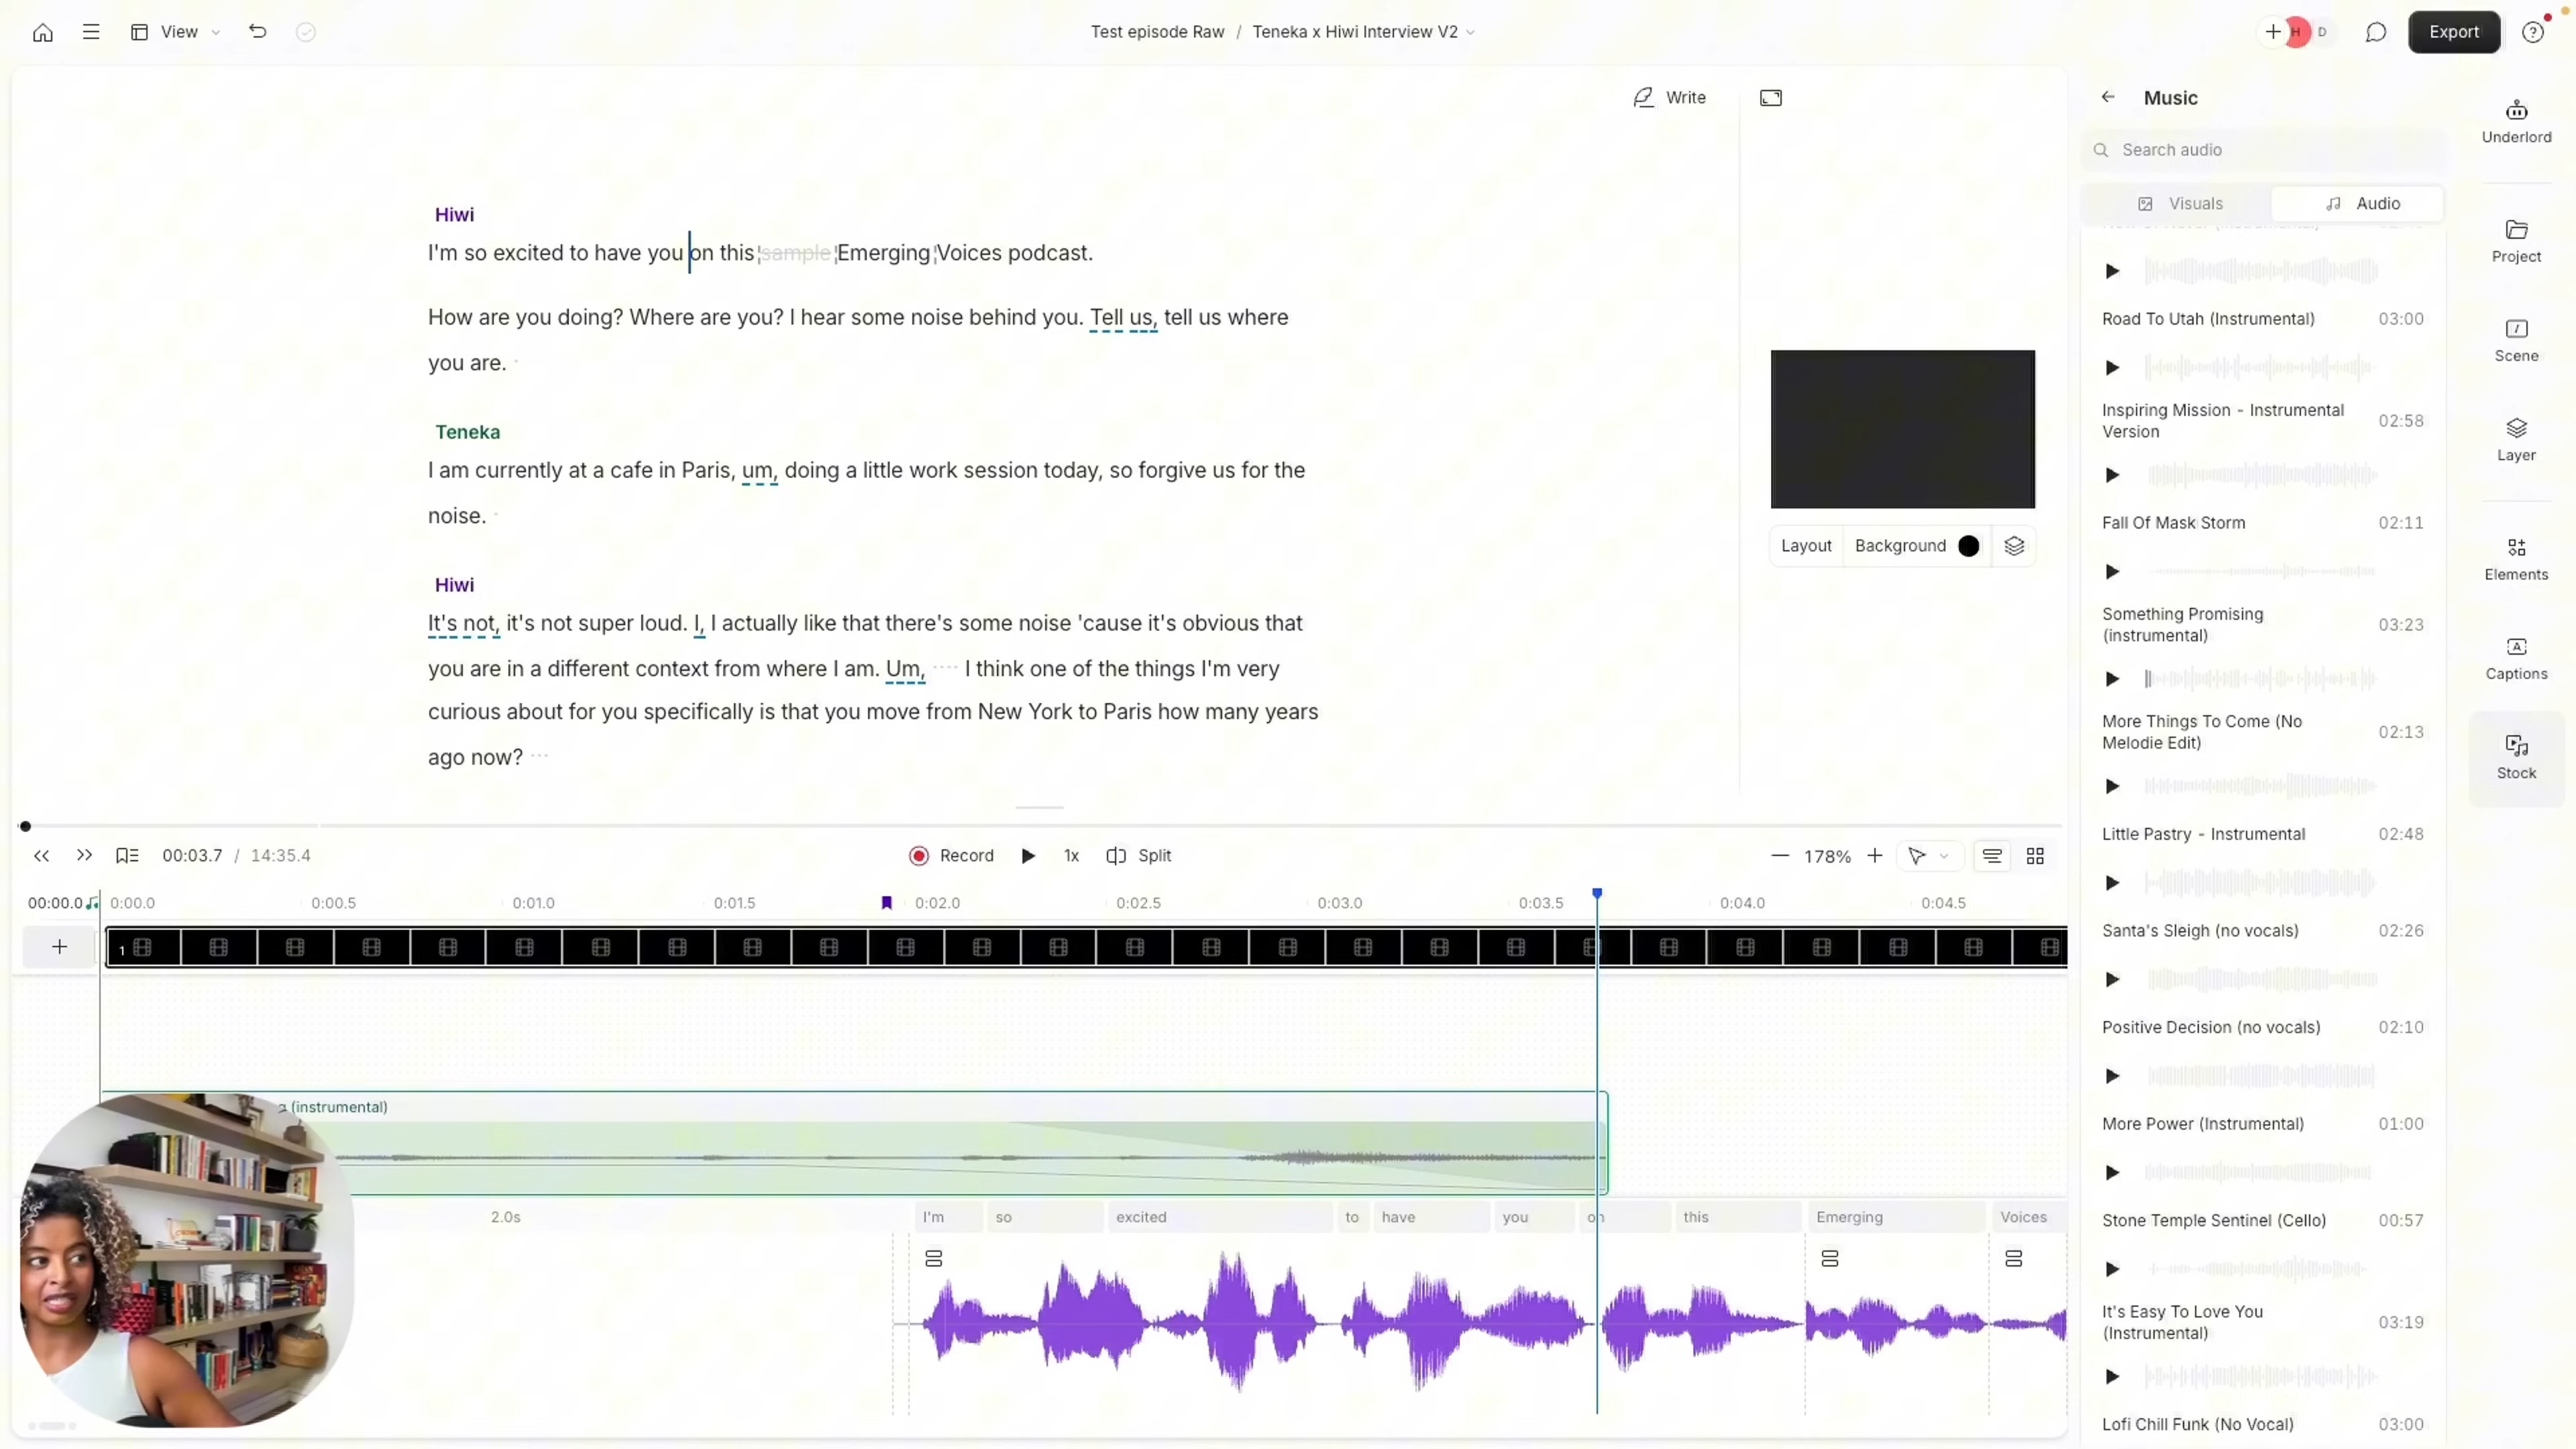 View
Test episode Raw / Teneka x Hiwi Interview V2
H
D
Export
Write
Hiwi
I'm so excited to have you on this sample Emerging Voices podcast.
How are you doing? Where are you? I hear some noise behind you. Tell us, tell us where
you are.
Teneka
I am currently at a cafe in Paris, um, doing a little work session today, so forgive us for the
noise.
Hiwi
It's not, it's not super loud. I, I actually like that there's some noise 'cause it's obvious that
you are in a different context from where I am. Um, I think one of the things I'm very
curious about for you specifically is that you move from New York to Paris how many years
ago now?
Layout
Background
Music
Search audio
Visuals
Audio
Road To Utah (Instrumental) 03:00
Inspiring Mission - Instrumental
Version
02:58
Fall Of Mask Storm 02:11
Something Promising
(instrumental)
03:23
More Things To Come (No
Melodie Edit)
02:13
Little Pastry - Instrumental 02:48
Santa's Sleigh (no vocals) 02:26
Positive Decision (no vocals) 02:10
More Power (Instrumental) 01:00
Stone Temple Sentinel (Cello) 00:57
It's Easy To Love You
(Instrumental)
03:19
Lofi Chill Funk (No Vocal) 03:00
Underlord
Project
Scene
Layer
Elements
Captions
Stock
00:03.7 / 14:35.4
Record
1x
Split
178%
00:00.0
0:00.0 0:00.5 0:01.0 0:01.5 0:02.0 0:02.5 0:03.0 0:03.5 0:04.0 0:04.5
1
(instrumental)
2.0s
I'm so excited to have you on this Emerging Voices